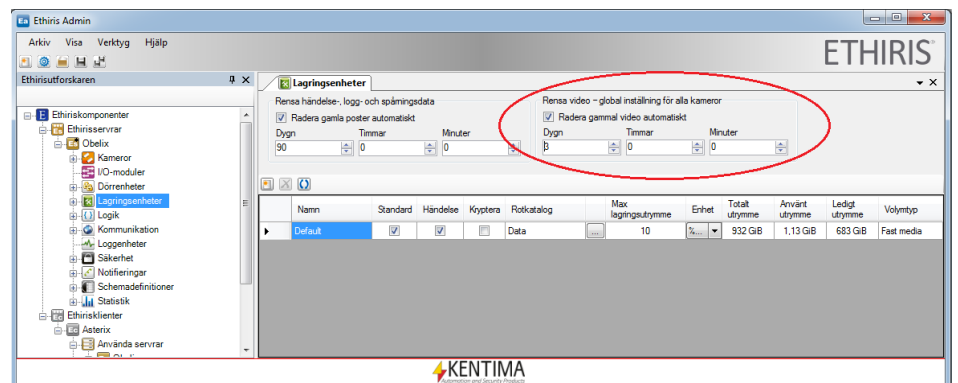 Ethiris Admin
Arkiv Visa Verktyg Hjälp
ETHIRIS
Ethirisutforskaren
Ethiriskomponenter
Ethirisservrar
Obelix
Kameror
I/O-moduler
Dörrenheter
Lagringsenheter
Logik
Kommunikation
Loggenheter
Säkerhet
Notifieringar
Schemadefinitioner
Statistik
Ethirisklienter
Asterix
Använda servrar
Lagringsenheter
Rensa händelse-, logg- och spårningsdata
Radera gamla poster automatiskt
Dygn Timmar Minuter
90 0 0
Rensa video – global inställning för alla kameror
Radera gammal video automatiskt
Dygn Timmar Minuter
3 0 0
Namn Standard Händelse Kryptera Rotkatalog Max lagringsutrymme Enhet Totalt utrymme Använt utrymme Ledigt utrymme Volymtyp
Default Data ... 10 %... 932 GiB 1,13 GiB 683 GiB Fast media
KENTIMA
Automation and Security Products